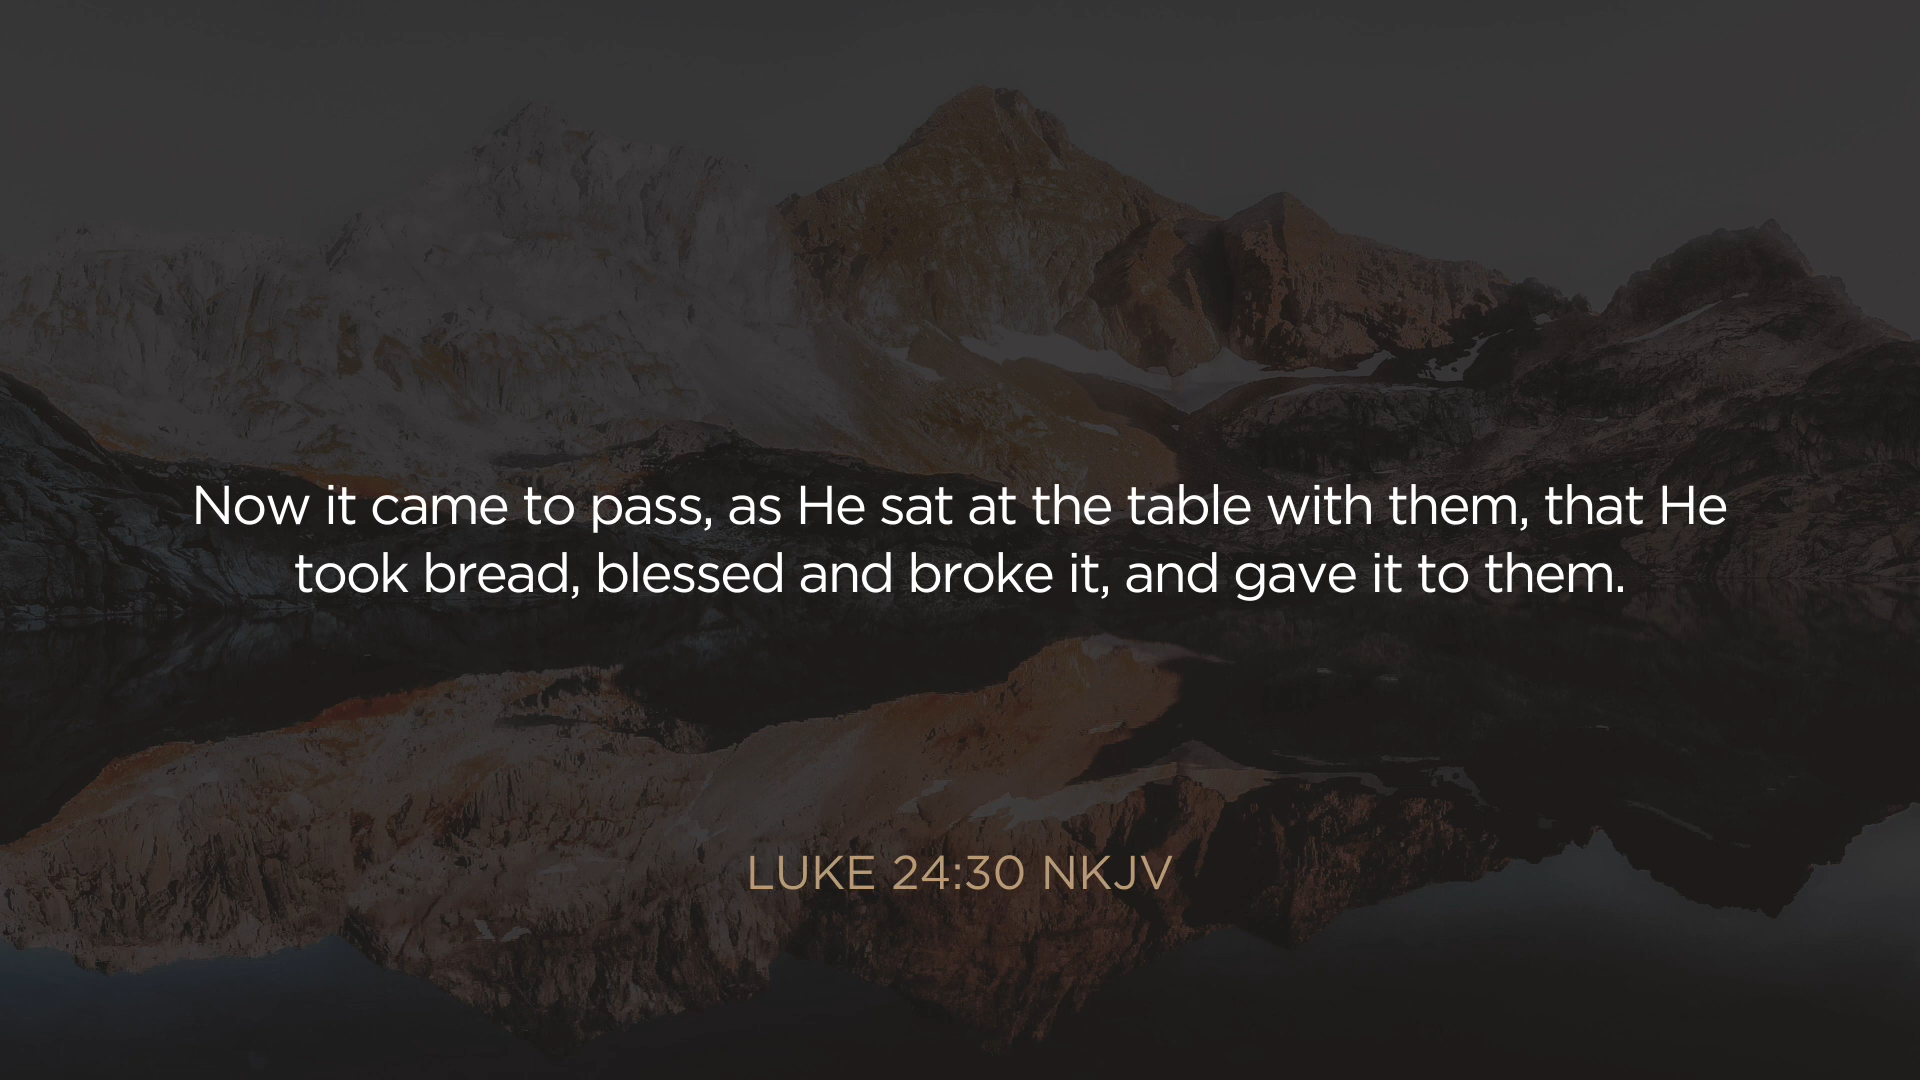 Now it came to pass, as He sat at the table with them, that He
took bread, blessed and broke it, and gave it to them.
LUKE 24:30 NKJV